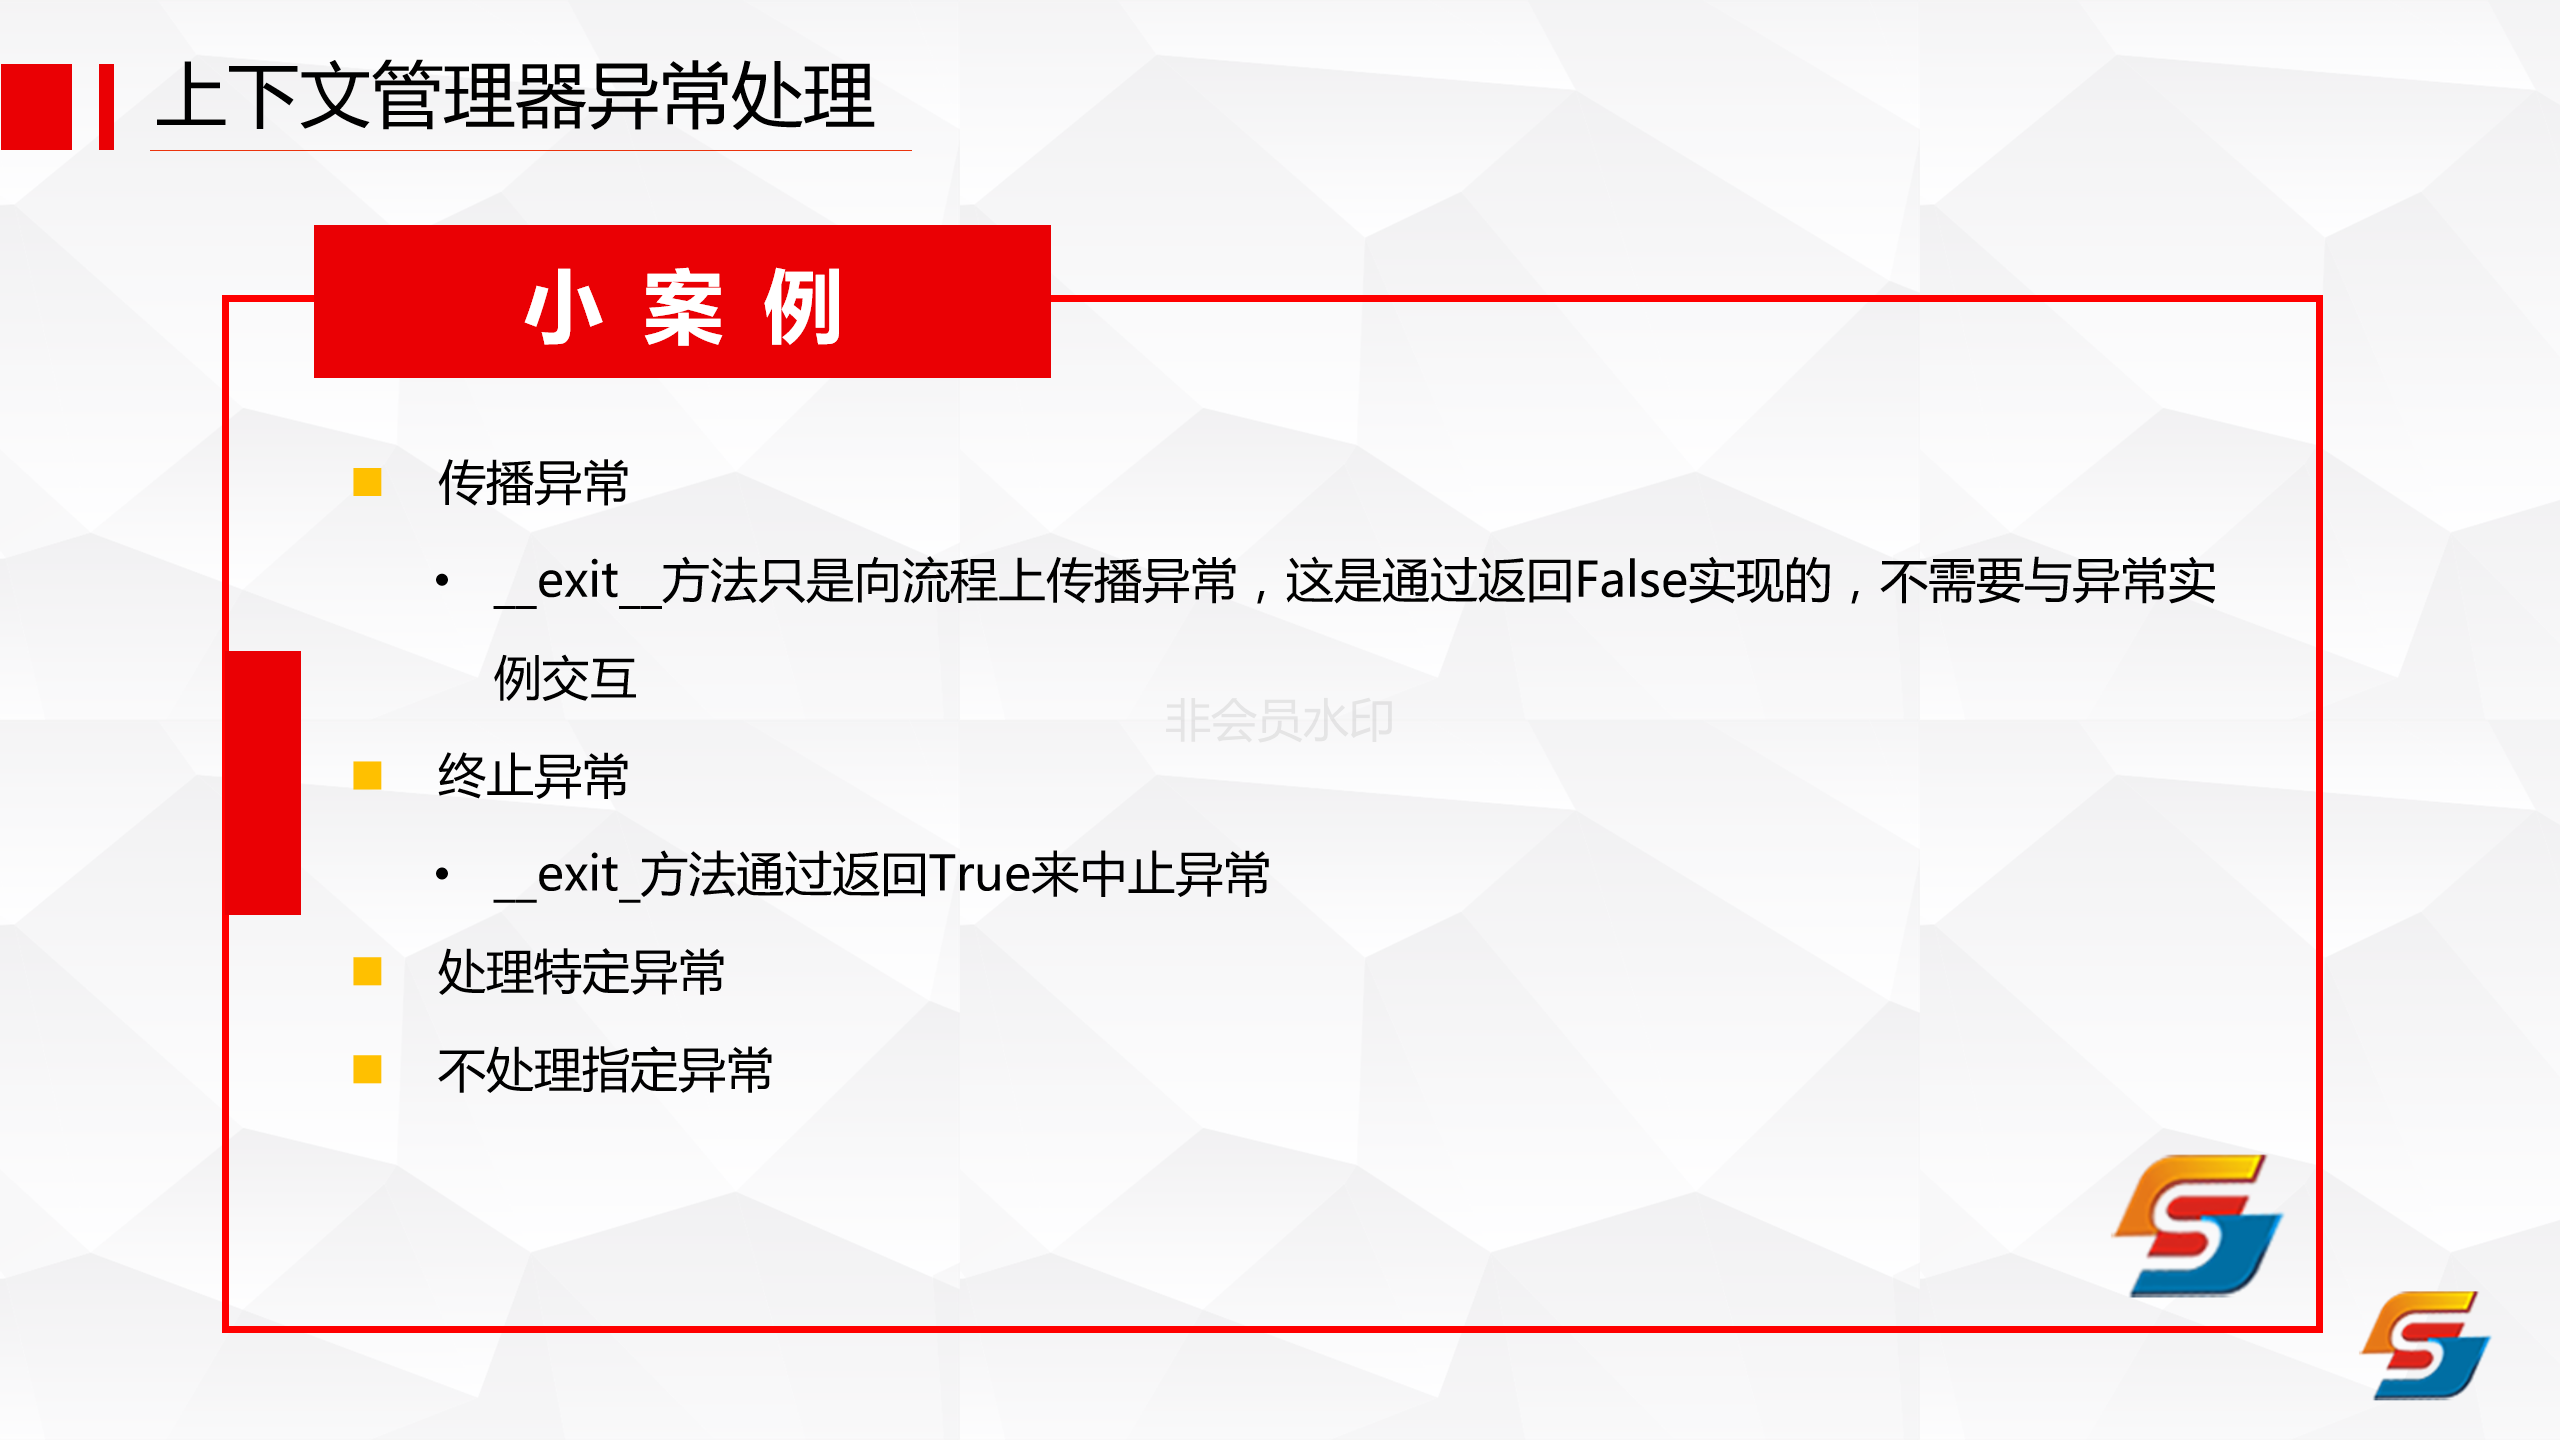 上下文管理器异常处理
小 案 例
传播异常
• __exit__方法只是向流程上传播异常，这是通过返回False实现的，不需要与异常实
例交互
非会员水印
终止异常
• __exit_方法通过返回True来中止异常
处理特定异常
不处理指定异常